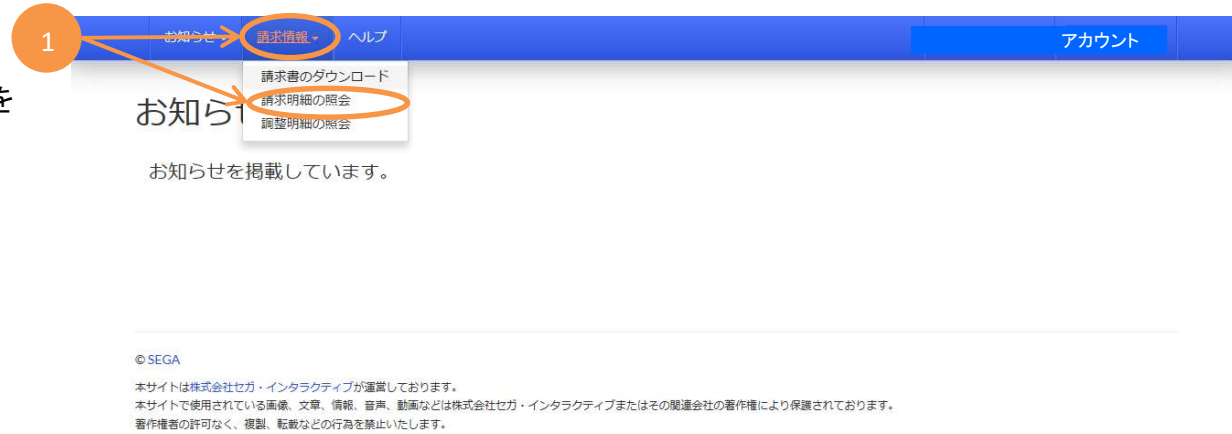 1
お知らせ 請求情報 ヘルプ アカウント
を
請求書のダウンロード
請求明細の照会
調整明細の照会
お知らせ
お知らせを掲載しています。
© SEGA
本サイトは株式会社セガ・インタラクティブが運営しております。
本サイトで使用されている画像、文章、情報、音声、動画などは株式会社セガ・インタラクティブまたはその関連会社の著作権により保護されております。
著作権者の許可なく、複製、転載などの行為を禁止いたします。